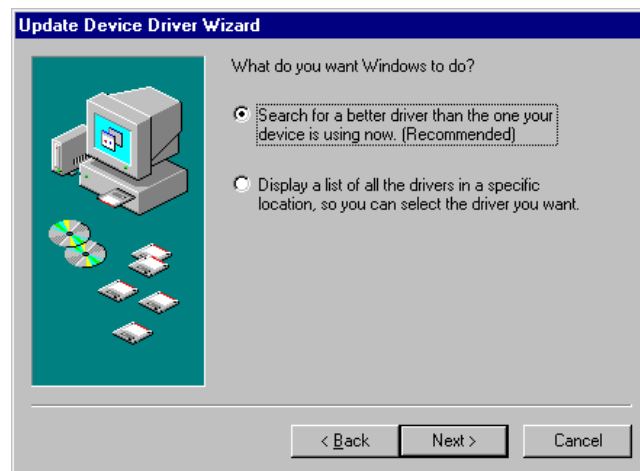 Update Device Driver Wizard
What do you want Windows to do?
Search for a better driver than the one your
device is using now. (Recommended)
Display a list of all the drivers in a specific
location, so you can select the driver you want.
< Back
Next >
Cancel